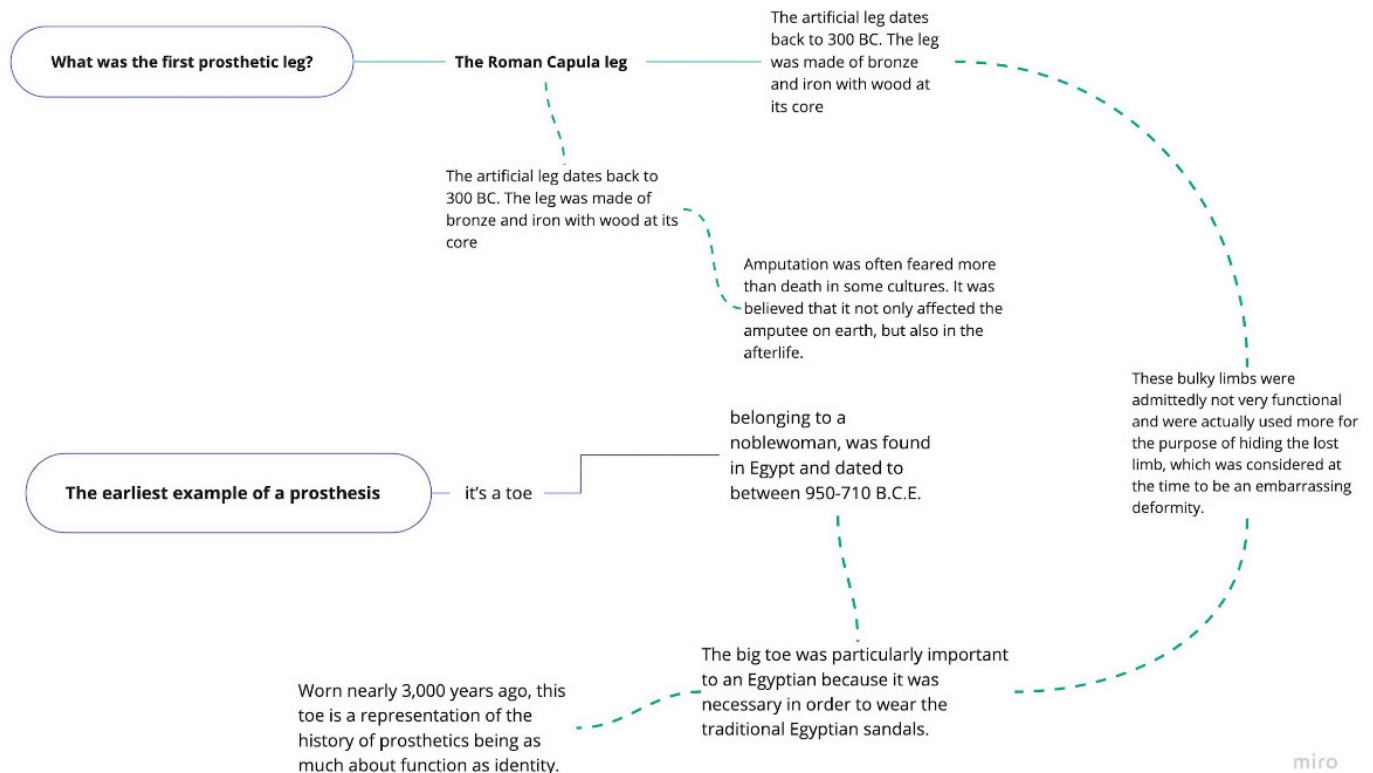 What was the first prosthetic leg?
The Roman Capula leg
The artificial leg dates
back to 300 BC. The leg
was made of bronze
and iron with wood at
its core
The artificial leg dates back to
300 BC. The leg was made of
bronze and iron with wood at its
core
Amputation was often feared more
than death in some cultures. It was
believed that it not only affected the
amputee on earth, but also in the
afterlife.
These bulky limbs were
admittedly not very functional
and were actually used more for
the purpose of hiding the lost
limb, which was considered at
the time to be an embarrassing
deformity.
The earliest example of a prosthesis
it's a toe
belonging to a
noblewoman, was found
in Egypt and dated to
between 950-710 B.C.E.
The big toe was particularly important
to an Egyptian because it was
necessary in order to wear the
traditional Egyptian sandals.
Worn nearly 3,000 years ago, this
toe is a representation of the
history of prosthetics being as
much about function as identity.
miro